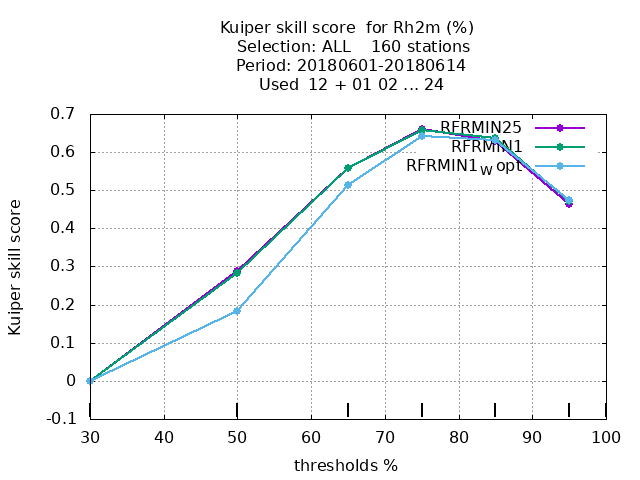 Kuiper skill score  for Rh2m (%)
Selection: ALL    160 stations
Period: 20180601-20180614
Used  12 + 01 02 ... 24
0.7
0.6
0.5
0.4
0.3
0.2
0.1
0
-0.1
Kuiper skill score
RFRMIN25
RFRMIN1
RFRMIN1w opt
30 40 50 60 70 80 90 100
thresholds %